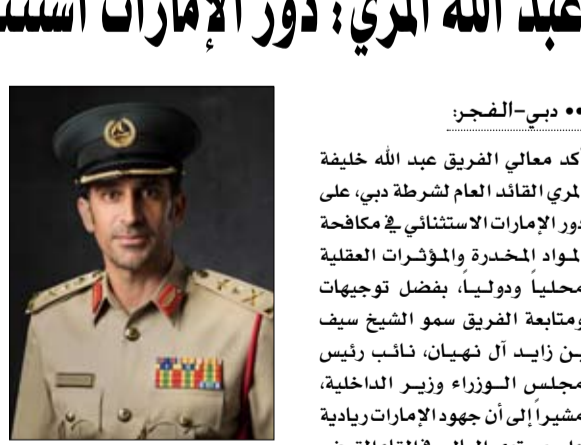 عبد الله المري: دور الإمارات
•• دبي-الفجر:
أكد معالي الفريق عبد الله خليفة
المري القائد العام لشرطة دبي، على
دور الإمارات الاستثنائي في مكافحة
المواد المخدرة والمؤثرات العقلية
محلياً ودولياً، بفضل توجيهات
ومتابعة الفريق سمو الشيخ سيف
بن زايد آل نهيان، نائب رئيس
مجلس الوزراء وزير الداخلية،
مشيراً إلى أن جهود الإمارات ريادية